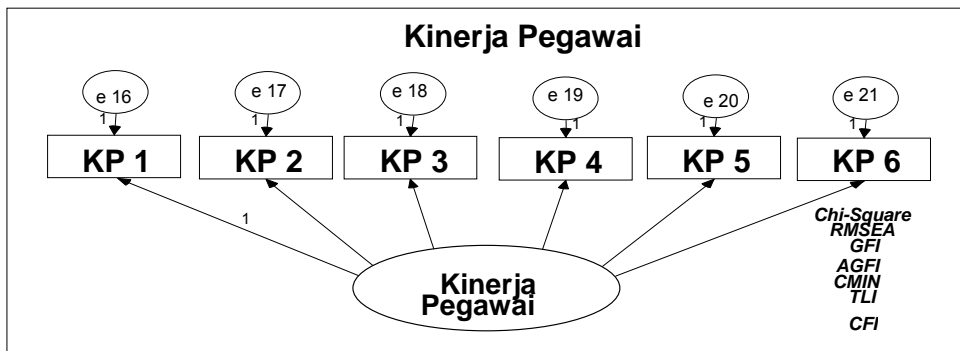 Kinerja Pegawai
e 16 e 17 e 18 e 19 e 20 e 21
1 1 1 1 1 1
KP 1 KP 2 KP 3 KP 4 KP 5 KP 6
1
Chi-Square
RMSEA
GFI
AGFI
CMIN
TLI
CFI
Kinerja
Pegawai